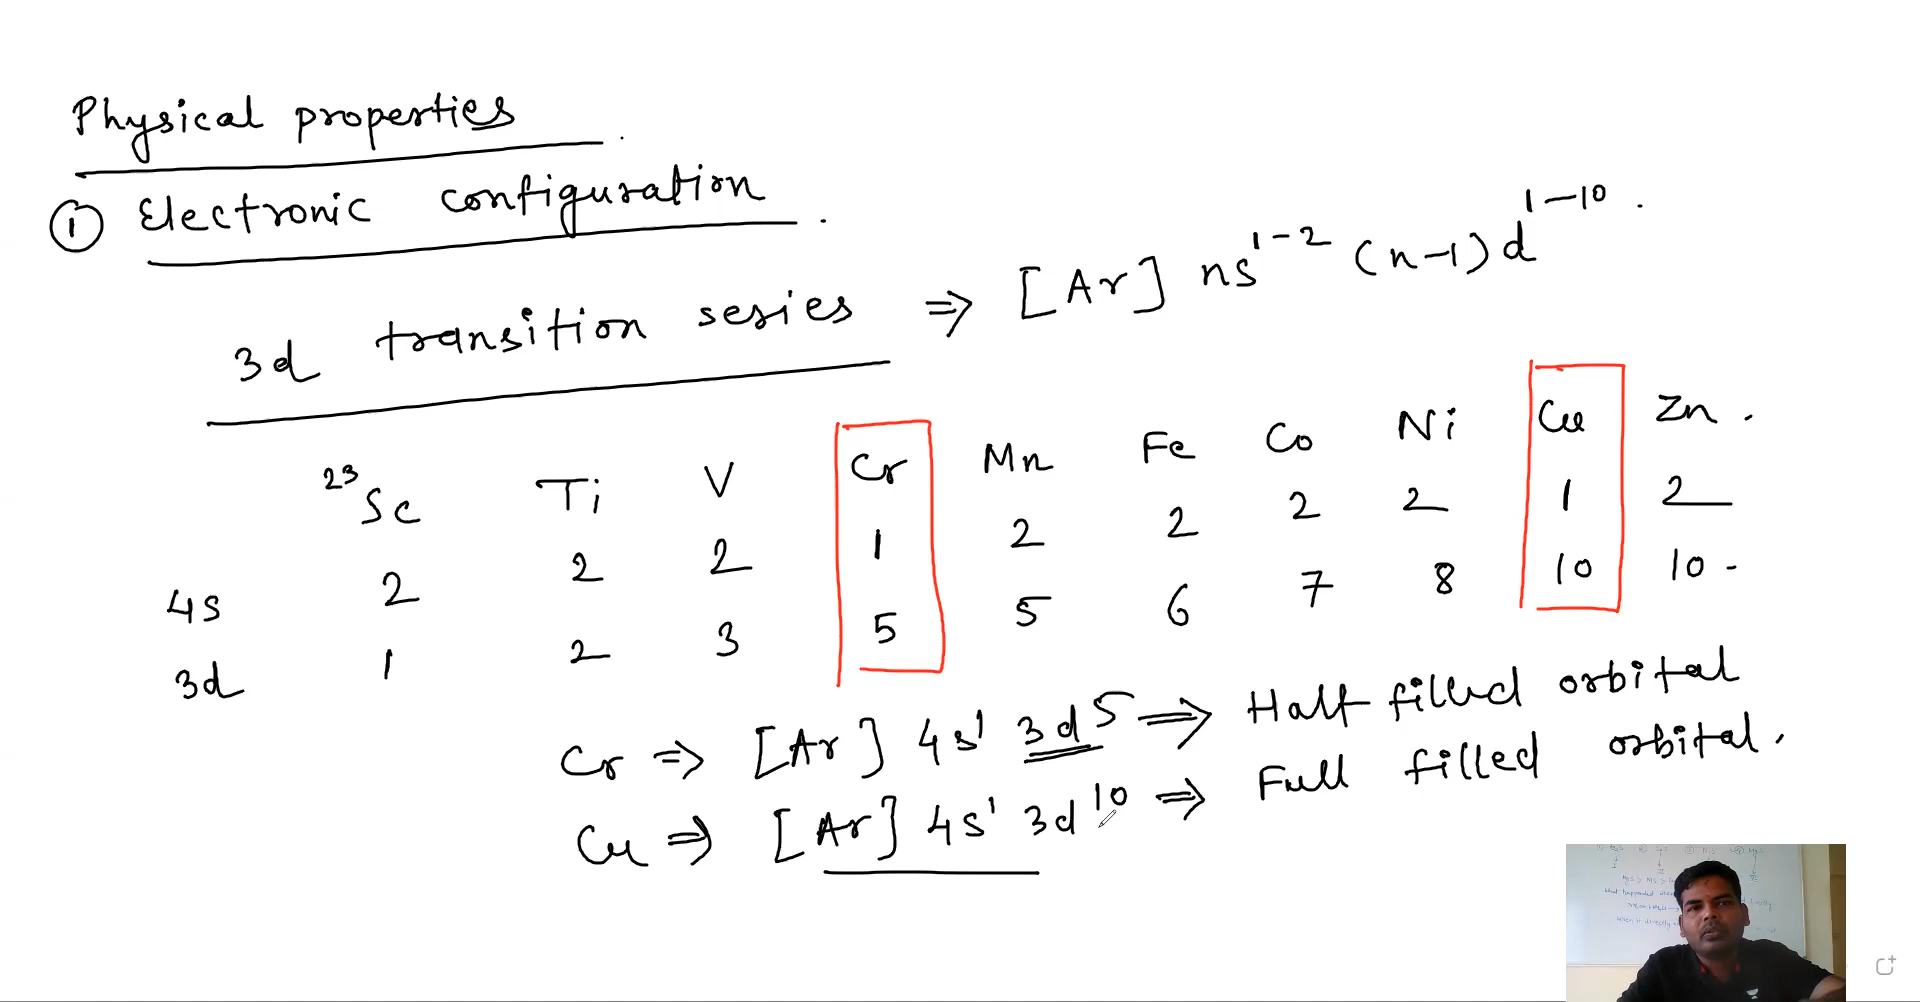 Physical properties
① Electronic configuration.
3d transition series ⇒ [Ar] ns¹⁻² (n-1)d¹⁻¹⁰.
²³Sc Ti V Cr Mn Fe Co Ni Cu Zn.
4s 2 2 2 1 2 2 2 2 1 2
3d 1 2 3 5 5 6 7 8 10 10 -
Cr ⇒ [Ar] 4s¹ 3d⁵ ⇒ Half filled orbital
Cu ⇒ [Ar] 4s¹ 3d¹⁰ ⇒ Full filled orbital.